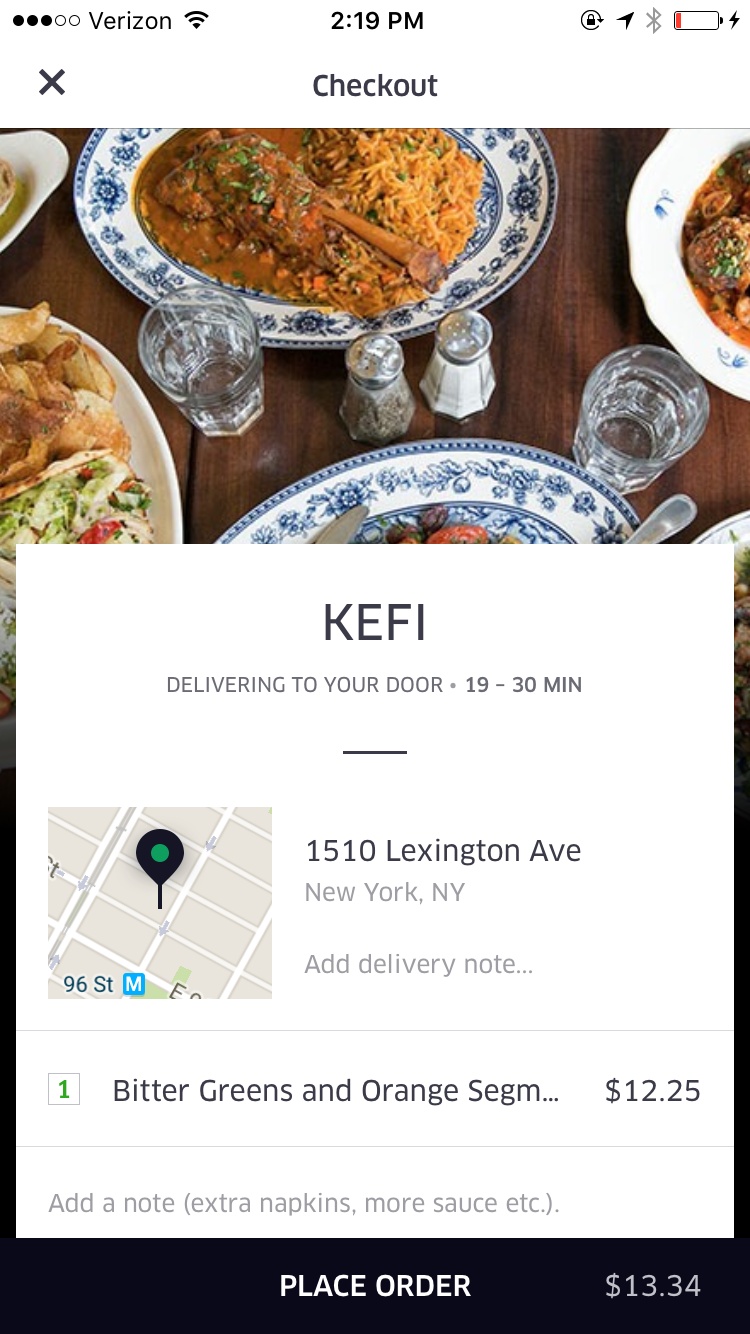 Verizon 2:19 PM
Checkout
KEFI
DELIVERING TO YOUR DOOR • 19 – 30 MIN
1510 Lexington Ave
New York, NY
Add delivery note...
St
96 St M
E 9
1 Bitter Greens and Orange Segm... $12.25
Add a note (extra napkins, more sauce etc.).
PLACE ORDER $13.34